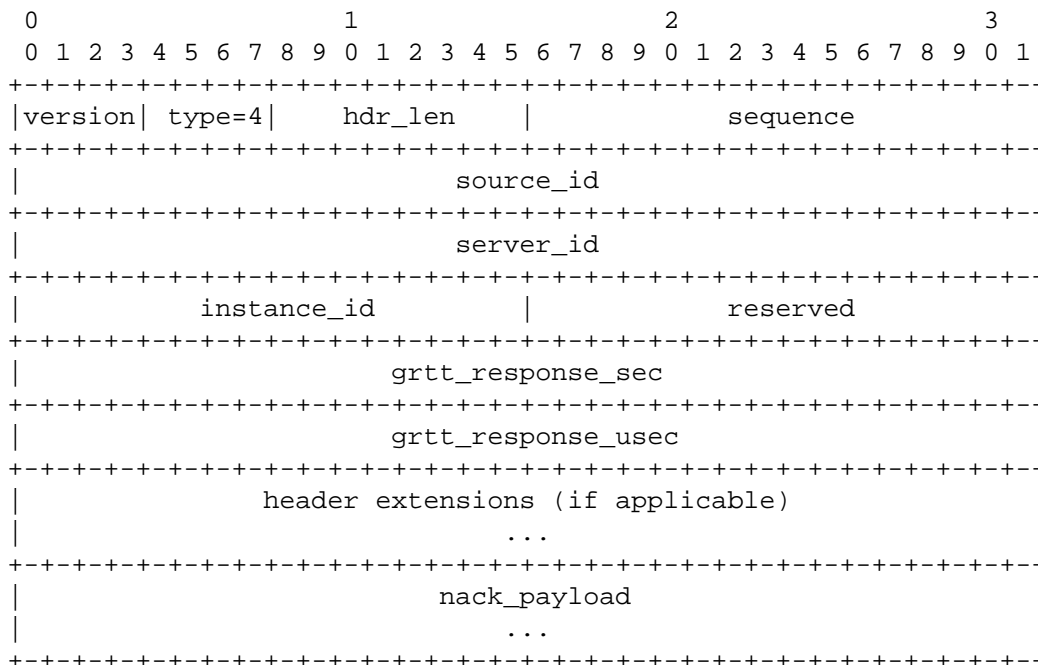 0                   1                   2                   3
 0 1 2 3 4 5 6 7 8 9 0 1 2 3 4 5 6 7 8 9 0 1 2 3 4 5 6 7 8 9 0 1
+-+-+-+-+-+-+-+-+-+-+-+-+-+-+-+-+-+-+-+-+-+-+-+-+-+-+-+-+-+-+-+--
|version| type=4|    hdr_len    |            sequence
+-+-+-+-+-+-+-+-+-+-+-+-+-+-+-+-+-+-+-+-+-+-+-+-+-+-+-+-+-+-+-+--
|                           source_id
+-+-+-+-+-+-+-+-+-+-+-+-+-+-+-+-+-+-+-+-+-+-+-+-+-+-+-+-+-+-+-+--
|                           server_id
+-+-+-+-+-+-+-+-+-+-+-+-+-+-+-+-+-+-+-+-+-+-+-+-+-+-+-+-+-+-+-+--
|           instance_id         |            reserved
+-+-+-+-+-+-+-+-+-+-+-+-+-+-+-+-+-+-+-+-+-+-+-+-+-+-+-+-+-+-+-+--
|                       grtt_response_sec
+-+-+-+-+-+-+-+-+-+-+-+-+-+-+-+-+-+-+-+-+-+-+-+-+-+-+-+-+-+-+-+--
|                       grtt_response_usec
+-+-+-+-+-+-+-+-+-+-+-+-+-+-+-+-+-+-+-+-+-+-+-+-+-+-+-+-+-+-+-+--
|               header extensions (if applicable)
|                              ...
+-+-+-+-+-+-+-+-+-+-+-+-+-+-+-+-+-+-+-+-+-+-+-+-+-+-+-+-+-+-+-+--
|                          nack_payload
|                              ...
+-+-+-+-+-+-+-+-+-+-+-+-+-+-+-+-+-+-+-+-+-+-+-+-+-+-+-+-+-+-+-+--